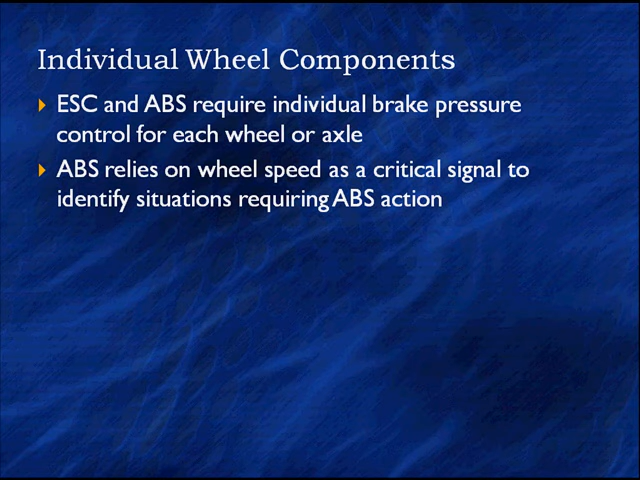 Individual Wheel Components
ESC and ABS require individual brake pressure
control for each wheel or axle
ABS relies on wheel speed as a critical signal to
identify situations requiring ABS action